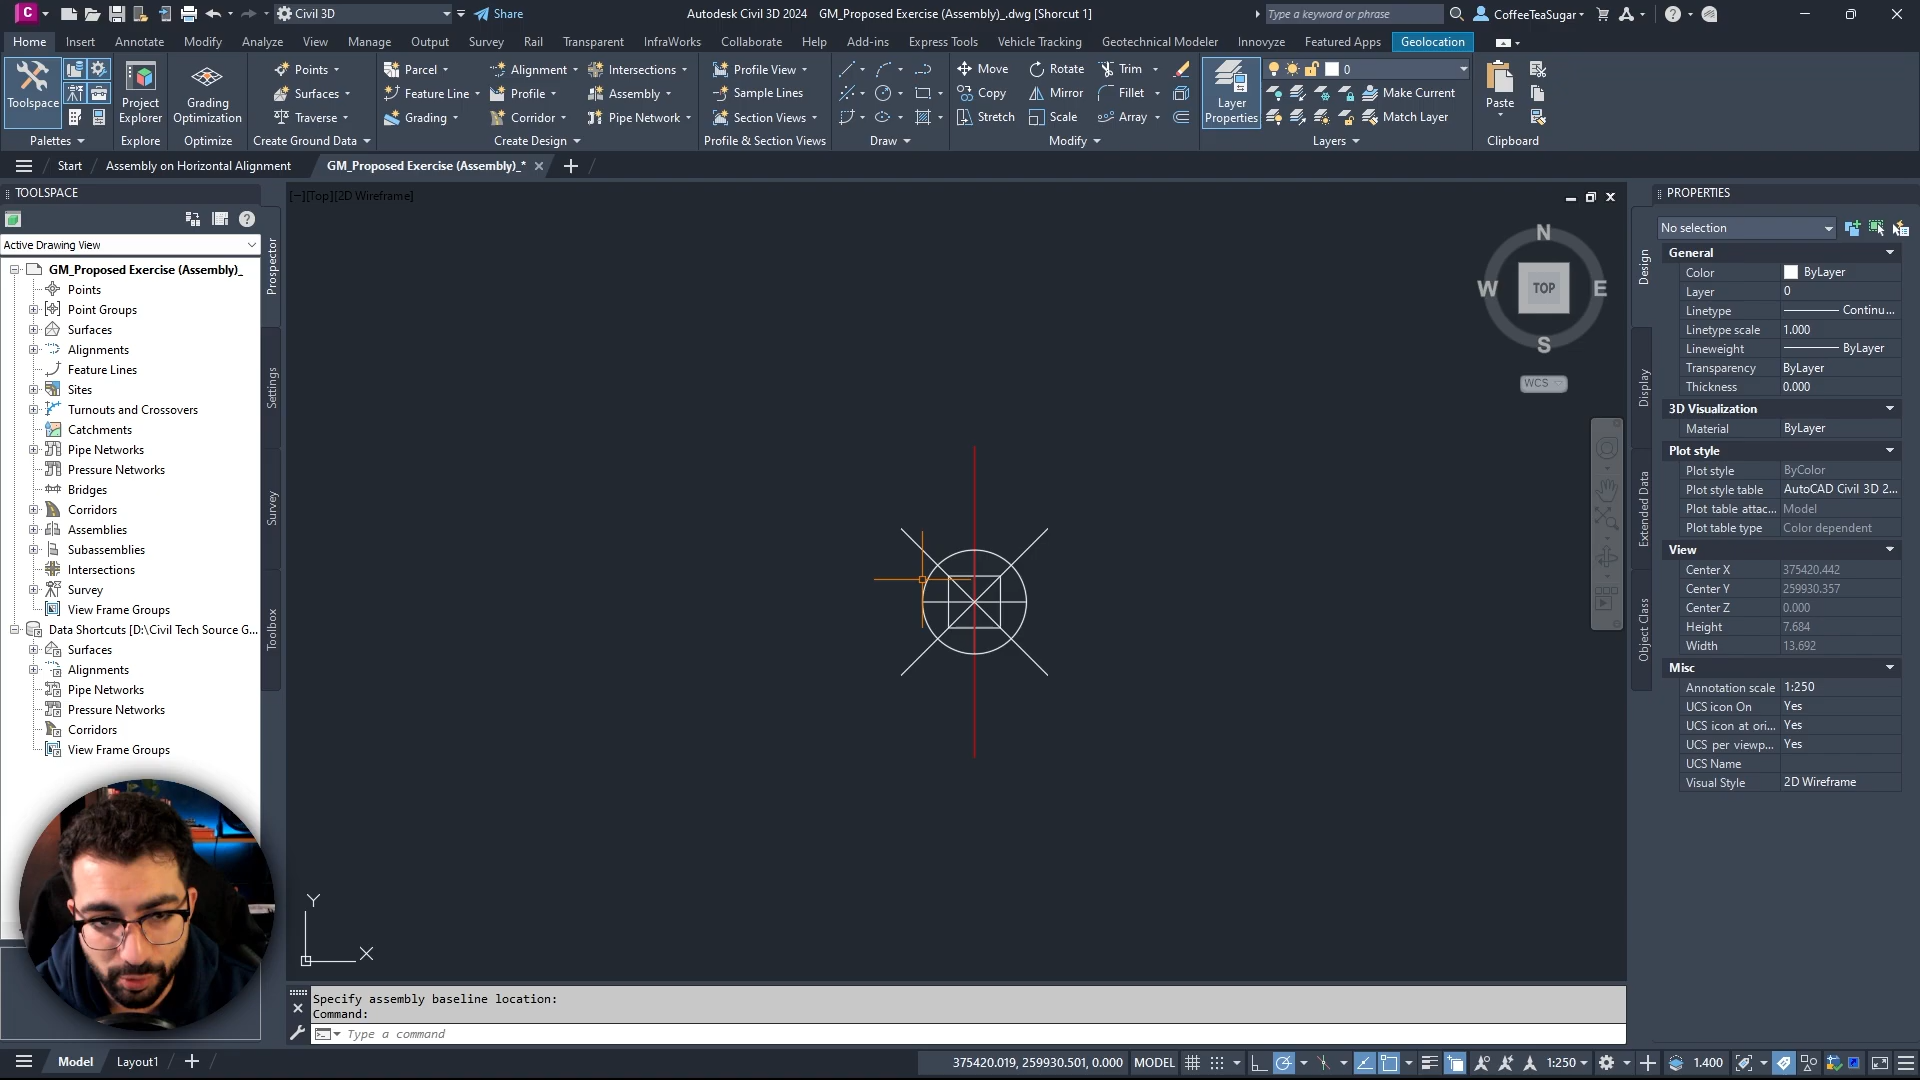 C
Civil 3D
Share
Autodesk Civil 3D 2024 GM_Proposed Exercise (Assembly)_.dwg [Shorcut 1]
Type a keyword or phrase
CoffeeTeaSugar
Home Insert Annotate Modify Analyze View Manage Output Survey Rail Transparent InfraWorks Collaborate Help Add-ins Express Tools Vehicle Tracking Geotechnical Modeler Innovyze Featured Apps Geolocation
Points Parcel Alignment Intersections Profile View Move Rotate Trim 0
Toolspace Project Explorer Grading Optimization Surfaces Feature Line Profile Assembly Sample Lines Copy Mirror Fillet Layer Properties Make Current Paste
Traverse Grading Corridor Pipe Network Section Views Stretch Scale Array Match Layer
Palettes Explore Optimize Create Ground Data Create Design Profile & Section Views Draw Modify Layers Clipboard
Start Assembly on Horizontal Alignment GM_Proposed Exercise (Assembly)_*
TOOLSPACE
Active Drawing View
GM_Proposed Exercise (Assembly)_
Points
Point Groups
Surfaces
Alignments
Feature Lines
Sites
Turnouts and Crossovers
Catchments
Pipe Networks
Pressure Networks
Bridges
Corridors
Assemblies
Subassemblies
Intersections
Survey
View Frame Groups
Data Shortcuts [D:\Civil Tech Source G...
Surfaces
Alignments
Pipe Networks
Pressure Networks
Corridors
View Frame Groups
Prospector
Settings
Survey
Toolbox
[−][Top][2D Wireframe]
N
W TOP E
S
WCS
Y
X
PROPERTIES
No selection
Design
Display
Extended Data
Object Class
General
Color ByLayer
Layer 0
Linetype Continu...
Linetype scale 1.000
Lineweight ByLayer
Transparency ByLayer
Thickness 0.000
3D Visualization
Material ByLayer
Plot style
Plot style ByColor
Plot style table AutoCAD Civil 3D 2...
Plot table attac... Model
Plot table type Color dependent
View
Center X 375420.442
Center Y 259930.357
Center Z 0.000
Height 7.684
Width 13.692
Misc
Annotation scale 1:250
UCS icon On Yes
UCS icon at ori... Yes
UCS per viewp... Yes
UCS Name
Visual Style 2D Wireframe
Specify assembly baseline location:
Command:
Type a command
Model Layout1
375420.019, 259930.501, 0.000 MODEL 1:250 1.400